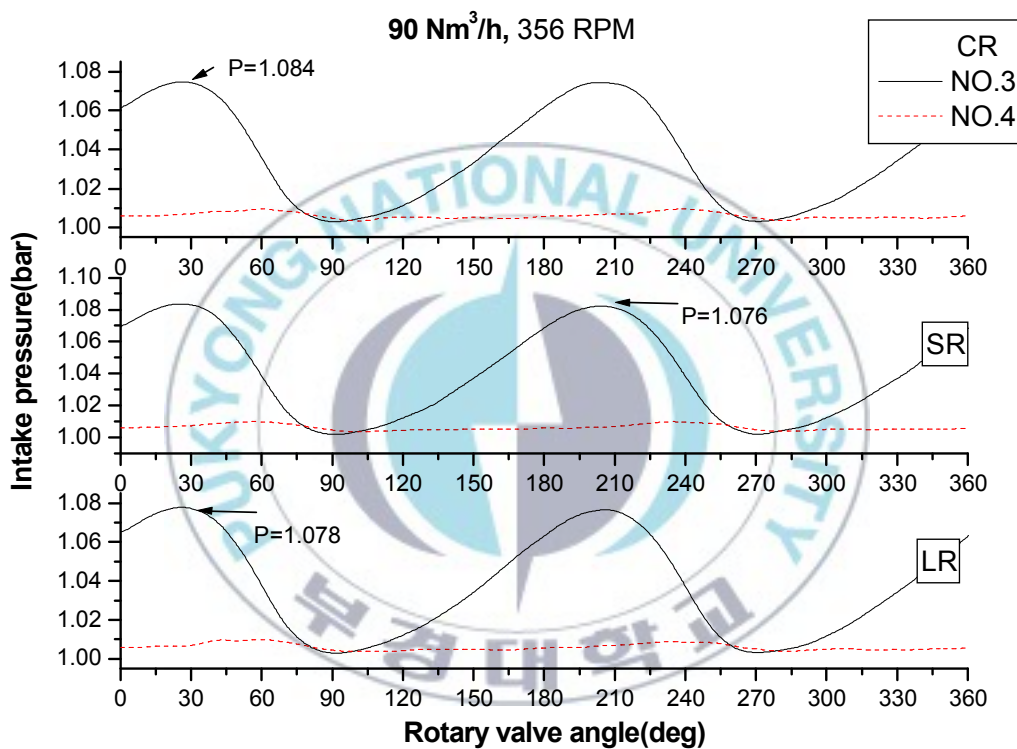 90 Nm³/h, 356 RPM
CR
NO.3
NO.4
P=1.084
1.08
1.06
1.04
1.02
1.00
0 30 60 90 120 150 180 210 240 270 300 330 360
P=1.076
SR
1.10
1.08
1.06
1.04
1.02
1.00
0 30 60 90 120 150 180 210 240 270 300 330 360
P=1.078
LR
1.08
1.06
1.04
1.02
1.00
0 30 60 90 120 150 180 210 240 270 300 330 360
Intake pressure(bar)
Rotary valve angle(deg)
PUKYONG NATIONAL UNIVERSITY
부경대학교